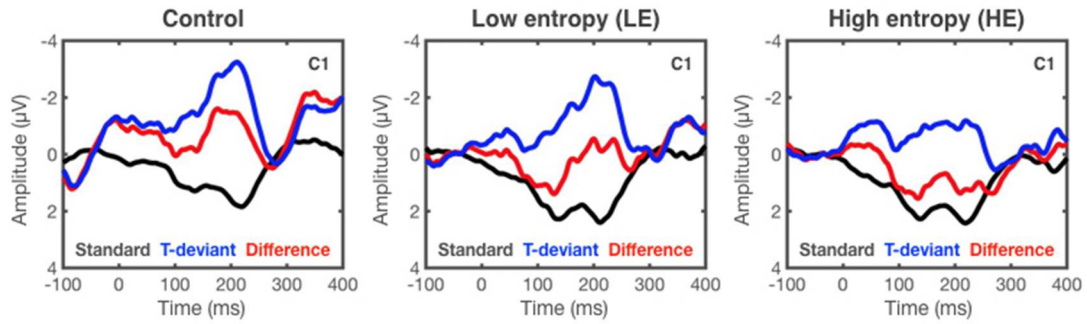 Control
Low entropy (LE)
High entropy (HE)
-4
-2
0
2
4
Amplitude (μV)
C1
Standard T-deviant Difference
-100 0 100 200 300 400
Time (ms)
-4
-2
0
2
4
Amplitude (μV)
C1
Standard T-deviant Difference
-100 0 100 200 300 400
Time (ms)
-4
-2
0
2
4
Amplitude (μV)
C1
Standard T-deviant Difference
-100 0 100 200 300 400
Time (ms)